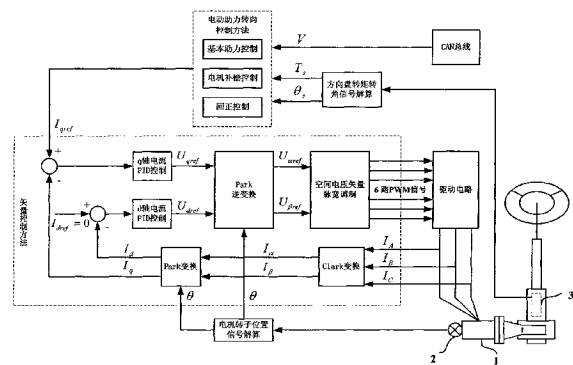 电动助力转向
控制方法
基本助力控制
电机补偿控制
回正控制
V
CAN总线
T_s
θ_s
方向盘转矩转
角信号解算
I_qref
+
-
q轴电流
PID控制
U_qref
Park
逆变换
U_αref
空间电压矢量
脉宽调制
6路PWM信号
驱动电路
矢量控制方法
I_dref=0
+
-
d轴电流
PID控制
U_dref
U_βref
I_d
I_q
Park变换
I_α
I_β
Clark变换
I_A
I_B
I_C
θ
θ
电机转子位置
信号解算
1
2
3